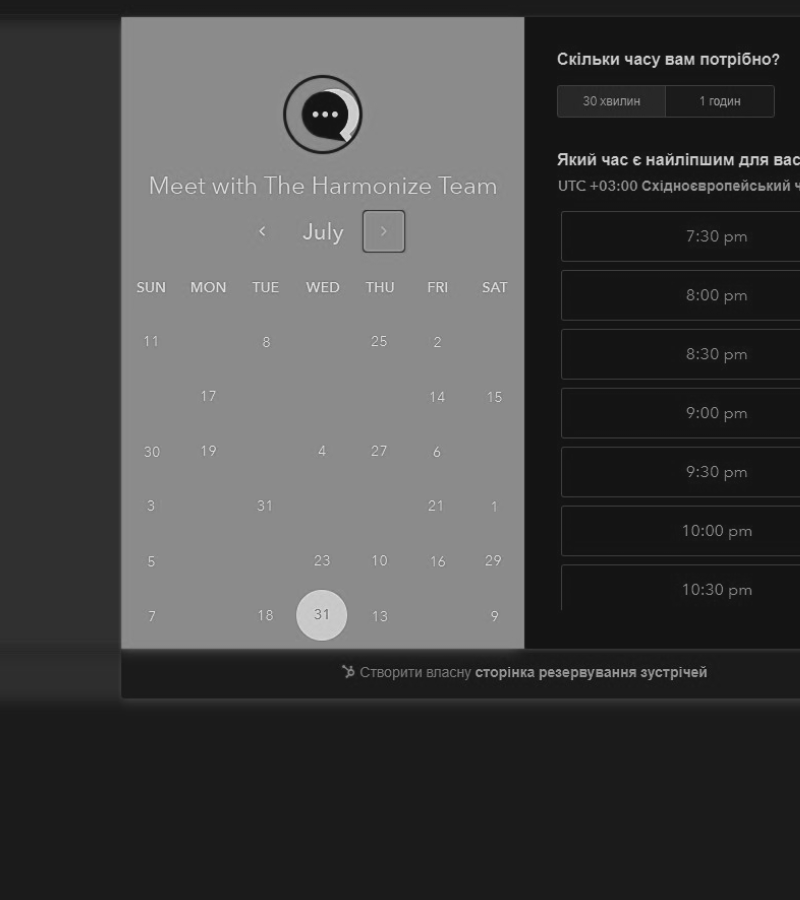 Meet with The Harmonize Team
July
SUN MON TUE WED THU FRI SAT
11 8 25 2
17 14 15
30 19 4 27 6
3 31 21 1
5 23 10 16 29
7 18 31 13 9
Скільки часу вам потрібно?
30 хвилин 1 годин
Який час є найліпшим для вас
UTC +03:00 Східноєвропейський
7:30 pm
8:00 pm
8:30 pm
9:00 pm
9:30 pm
10:00 pm
10:30 pm
Створити власну сторінка резервування зустрічей